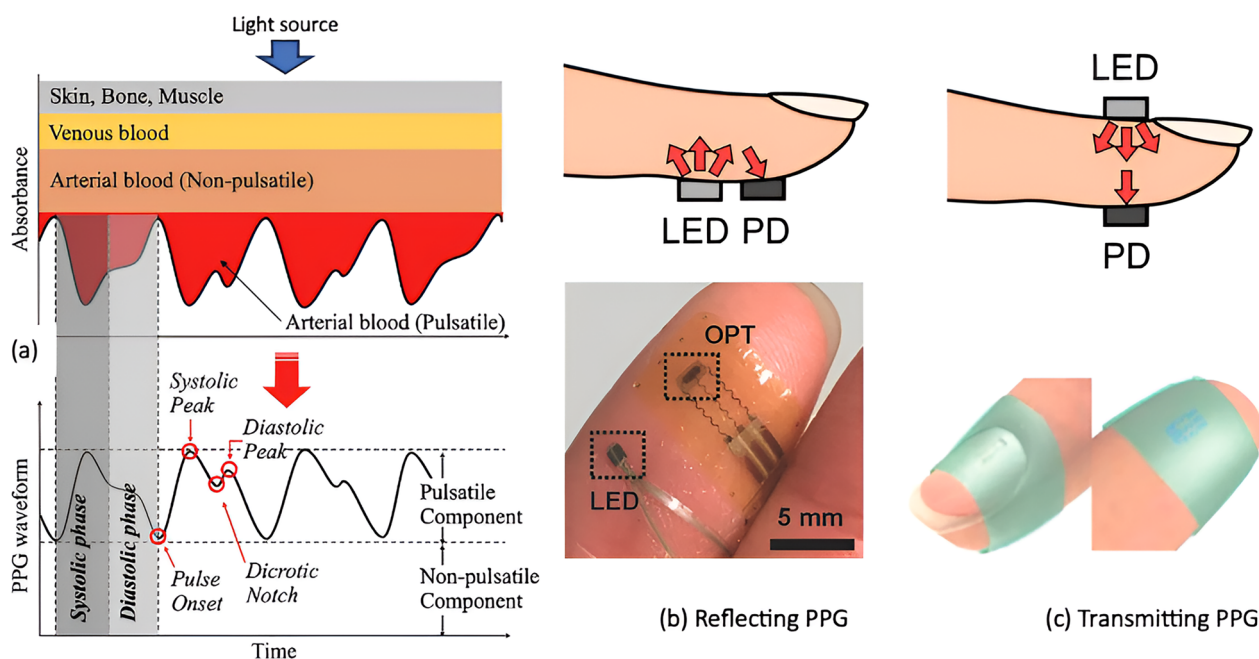 Light source
Skin, Bone, Muscle
Venous blood
Arterial blood (Non-pulsatile)
Absorbance
Arterial blood (Pulsatile)
(a)
Systolic
Peak
Diastolic
Peak
PPG waveform
Systolic phase
Diastolic phase
Pulse
Onset
Dicrotic
Notch
Pulsatile
Component
Non-pulsatile
Component
Time
LED PD
OPT
LED
5 mm
(b) Reflecting PPG
LED
PD
(c) Transmitting PPG